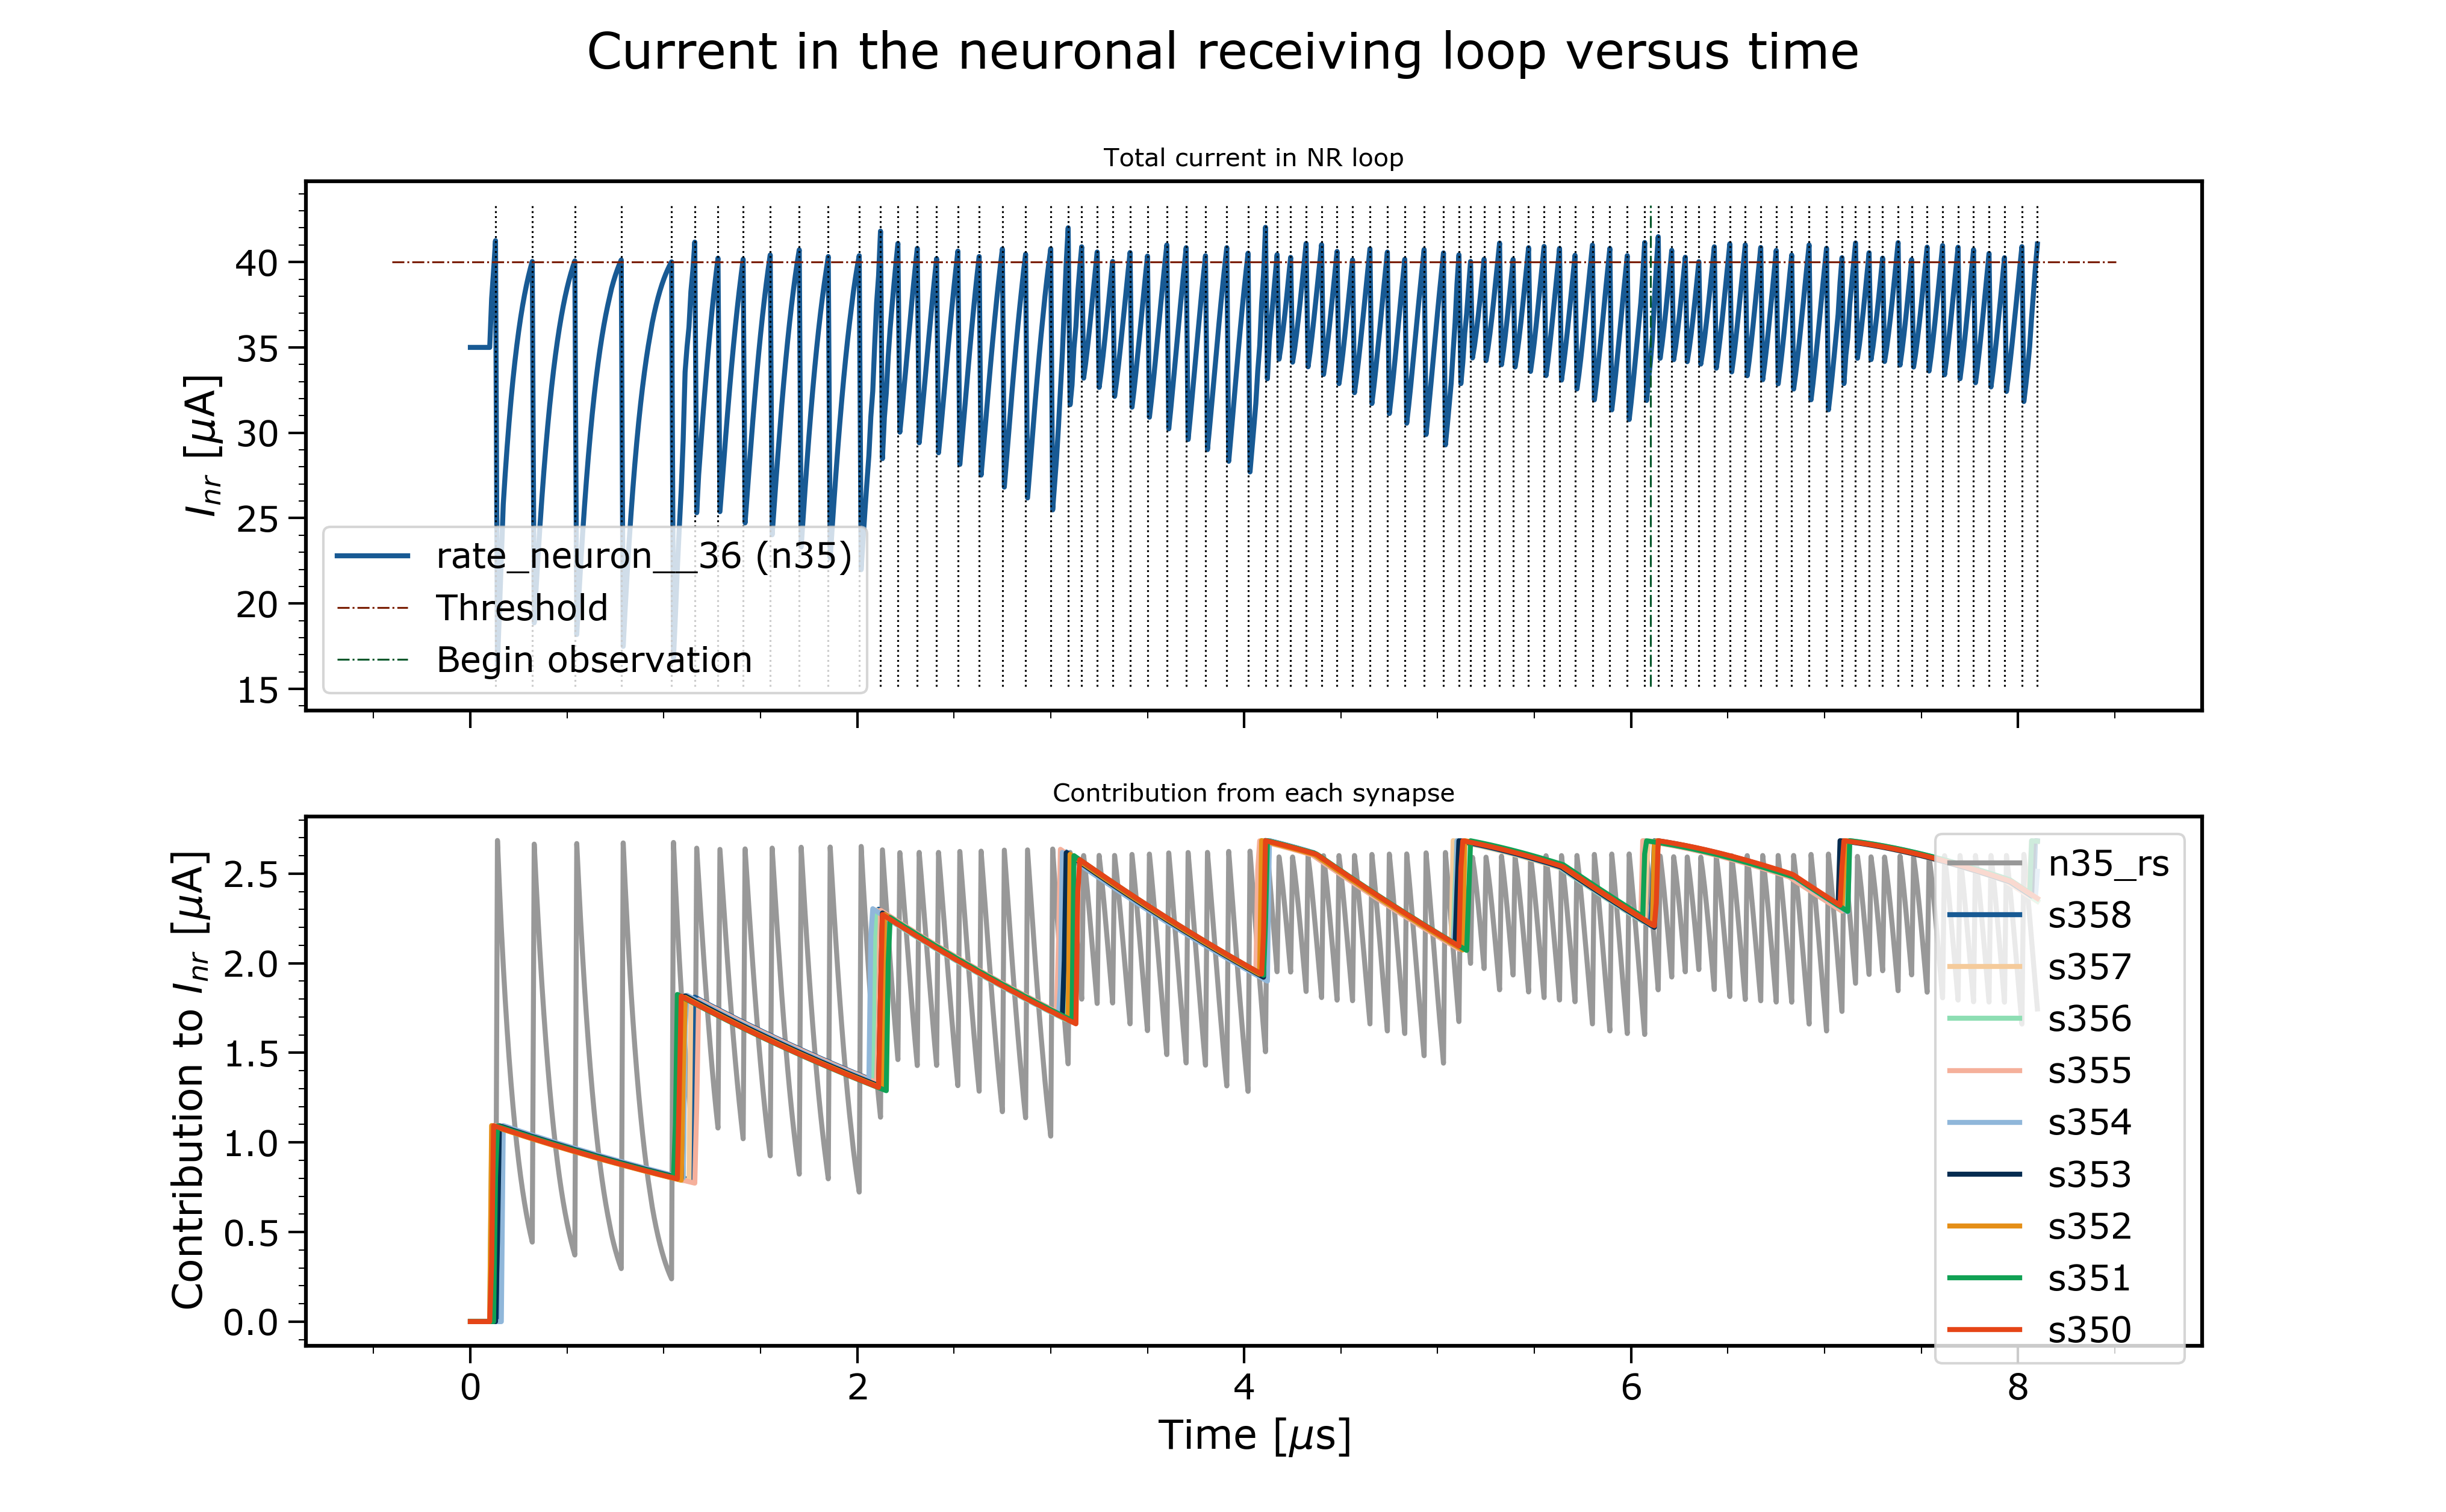 Current in the neuronal receiving loop versus time
Total current in NR loop
40
35
30
25
20
15
I_nr [μA]
rate_neuron__36 (n35)
Threshold
Begin observation
Contribution from each synapse
2.5
2.0
1.5
1.0
0.5
0.0
Contribution to I_nr [μA]
n35_rs
s358
s357
s356
s355
s354
s353
s352
s351
s350
0 2 4 6 8
Time [μs]